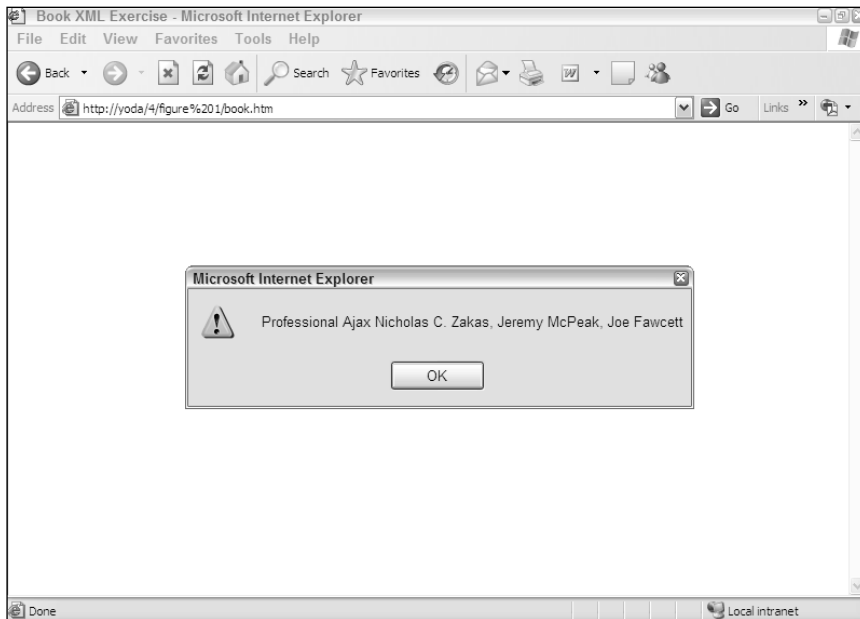 Book XML Exercise - Microsoft Internet Explorer
File Edit View Favorites Tools Help
Back Search Favorites
Address http://yoda/4/figure%201/book.htm Go Links »
Microsoft Internet Explorer
Professional Ajax Nicholas C. Zakas, Jeremy McPeak, Joe Fawcett
OK
Done Local intranet